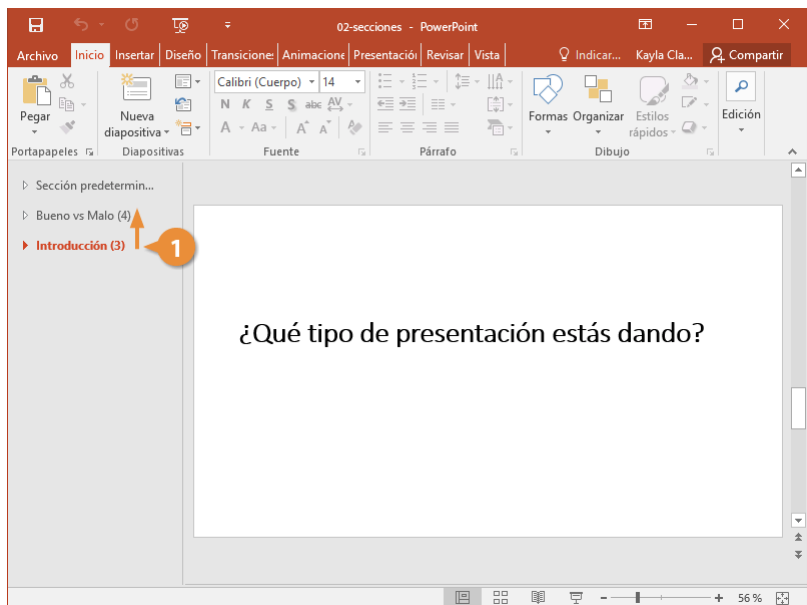 02-secciones - PowerPoint
Archivo Inicio Insertar Diseño Transicione: Animacione Presentació Revisar Vista Indicar... Kayla Cla... Compartir
Calibri (Cuerpo) 14
Pegar Nueva diapositiva N K S S abc AV Formas Organizar Estilos rápidos Edición
A Aa A A
Portapapeles Diapositivas Fuente Párrafo Dibujo
Sección predetermin...
Bueno vs Malo (4)
Introducción (3) 1
¿Qué tipo de presentación estás dando?
56 %